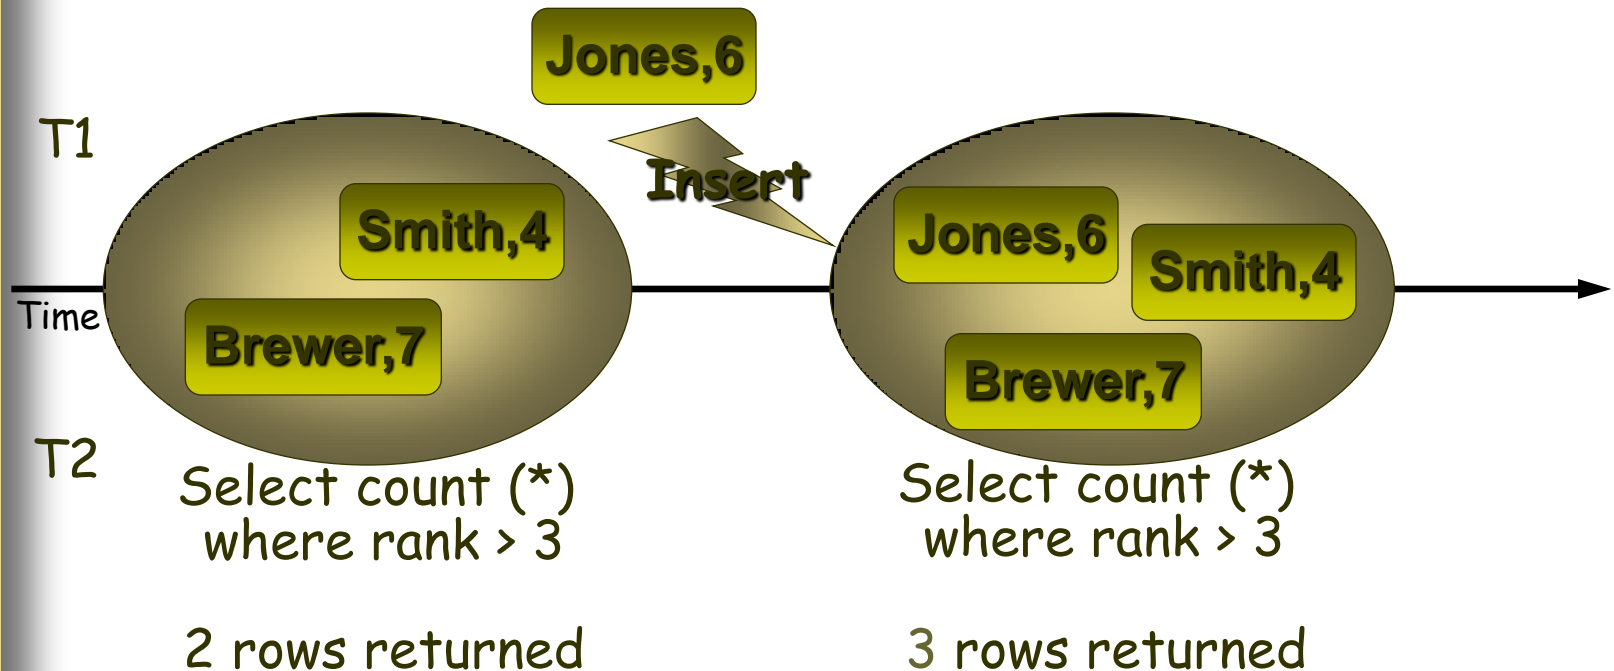 Jones,6
T1
Insert
Smith,4
Jones,6
Smith,4
Time
Brewer,7
Brewer,7
T2
Select count (*)
where rank > 3
Select count (*)
where rank > 3
2 rows returned
3 rows returned